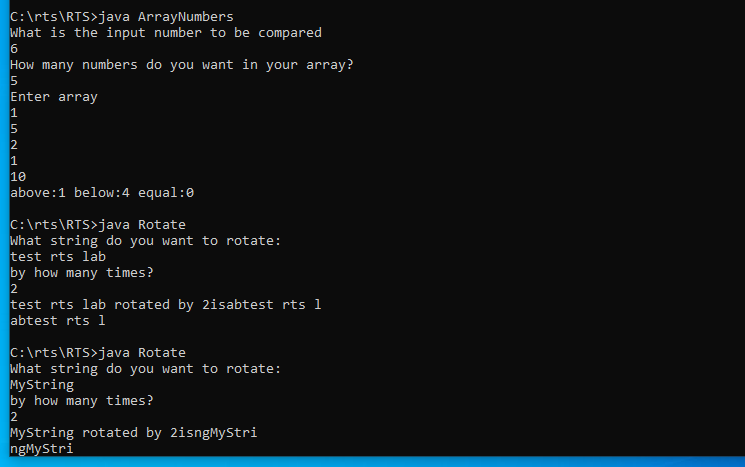 C:\rts\RTS>java ArrayNumbers
What is the input number to be compared
6
How many numbers do you want in your array?
5
Enter array
1
5
2
1
10
above:1 below:4 equal:0
C:\rts\RTS>java Rotate
What string do you want to rotate:
test rts lab
by how many times?
2
test rts lab rotated by 2isabtest rts l
abtest rts l
C:\rts\RTS>java Rotate
What string do you want to rotate:
MyString
by how many times?
2
MyString rotated by 2isngMyStri
ngMyStri